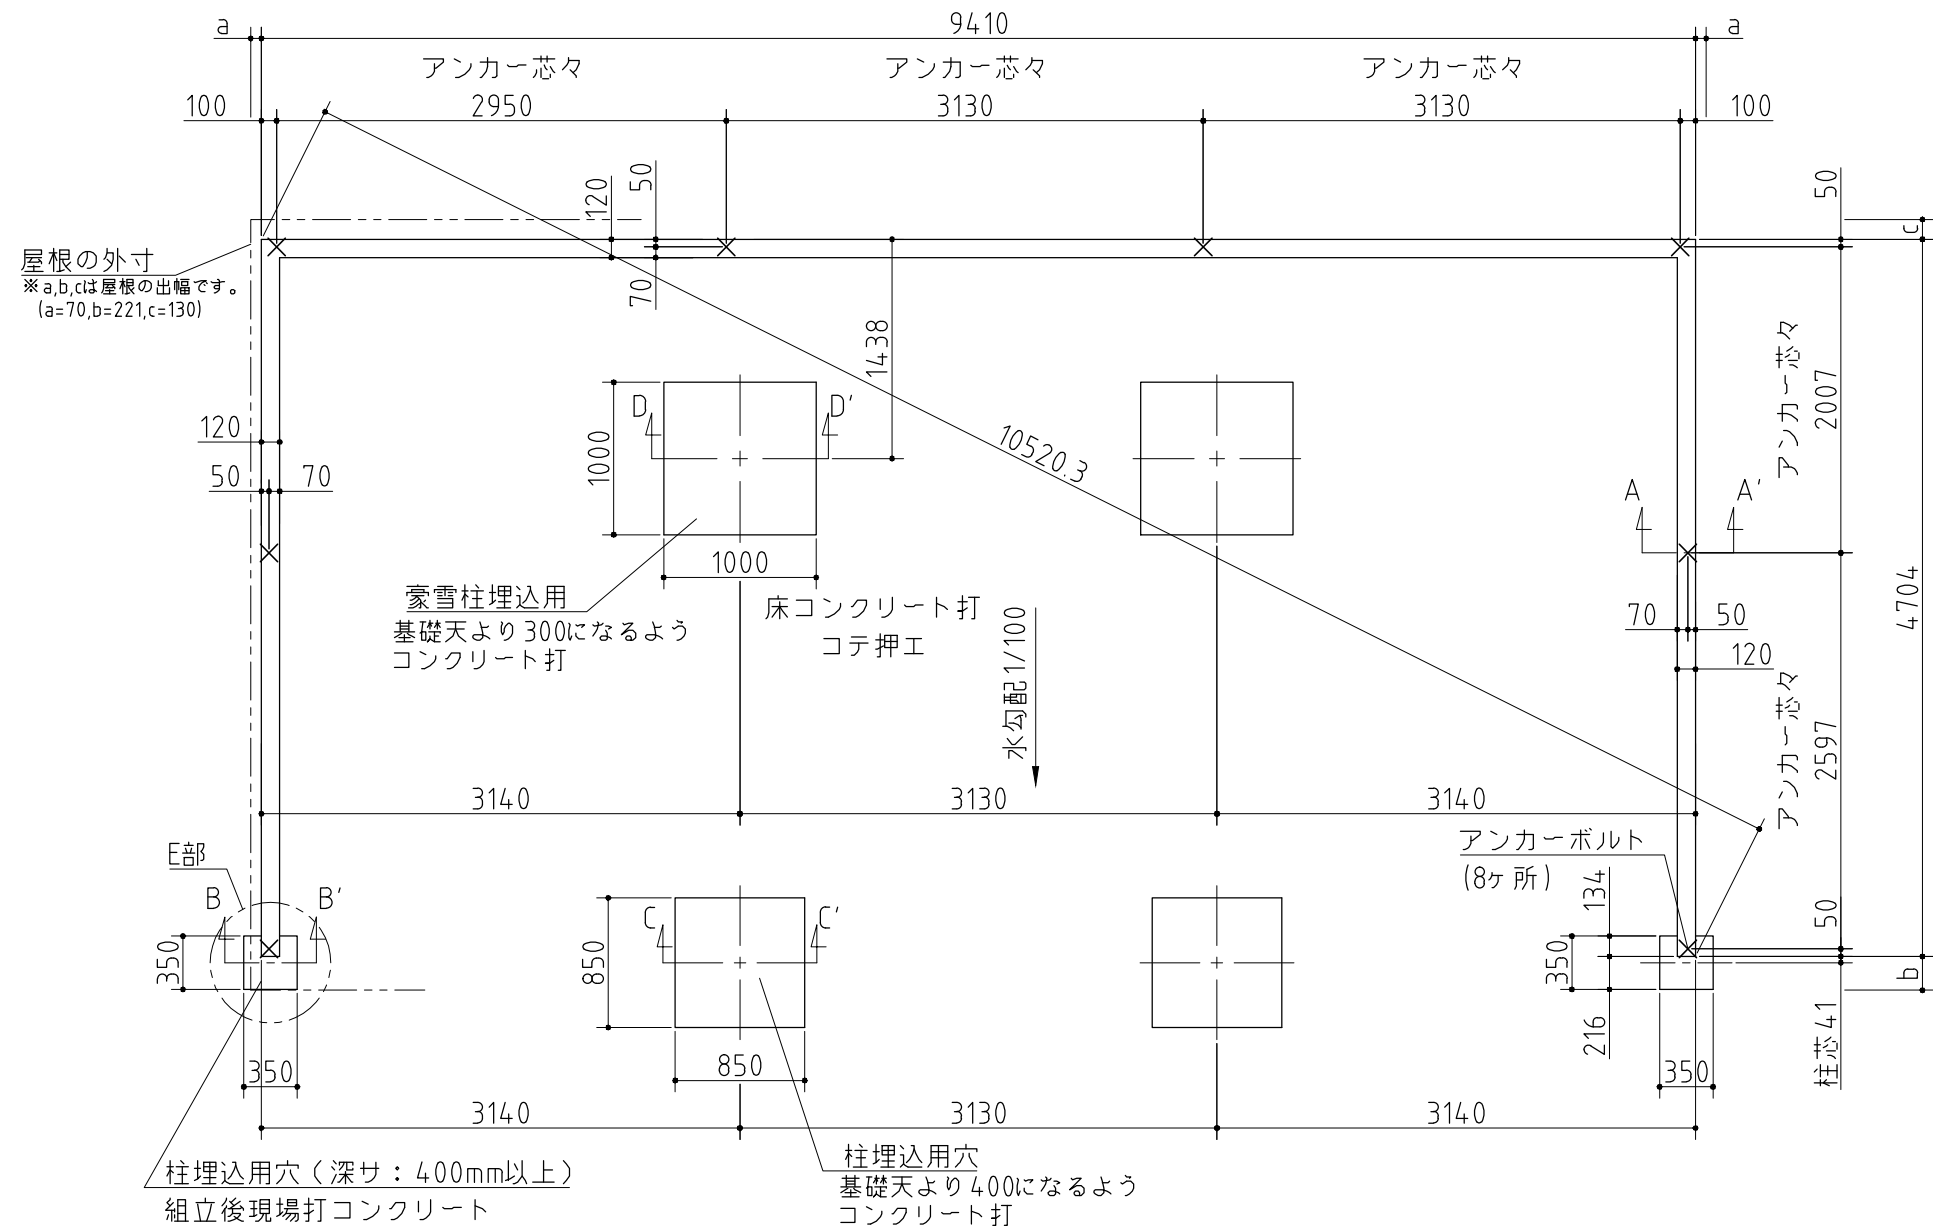 a
9410
a
アンカー芯々
アンカー芯々
アンカー芯々
100
2950
3130
3130
100
120
50
50
c
屋根の外寸
※a,b,cは屋根の出幅です。
(a=70,b=221,c=130)
70
1438
アンカー芯々
2007
D
D'
1000
10520.3
120
50
70
A
A'
1000
豪雪柱埋込用
基礎天より300になるよう
コンクリート打
床コンクリート打
コテ押エ
水勾配1/100
70
50
120
4704
アンカー芯々
2597
3140
3130
3140
E部
アンカーボルト
(8ヶ所)
B
B'
C
C'
134
50
350
850
350
b
216
柱芯41
350
850
350
3140
3130
3140
柱埋込用穴(深サ:400mm以上)
組立後現場打コンクリート
柱埋込用穴
基礎天より400になるよう
コンクリート打